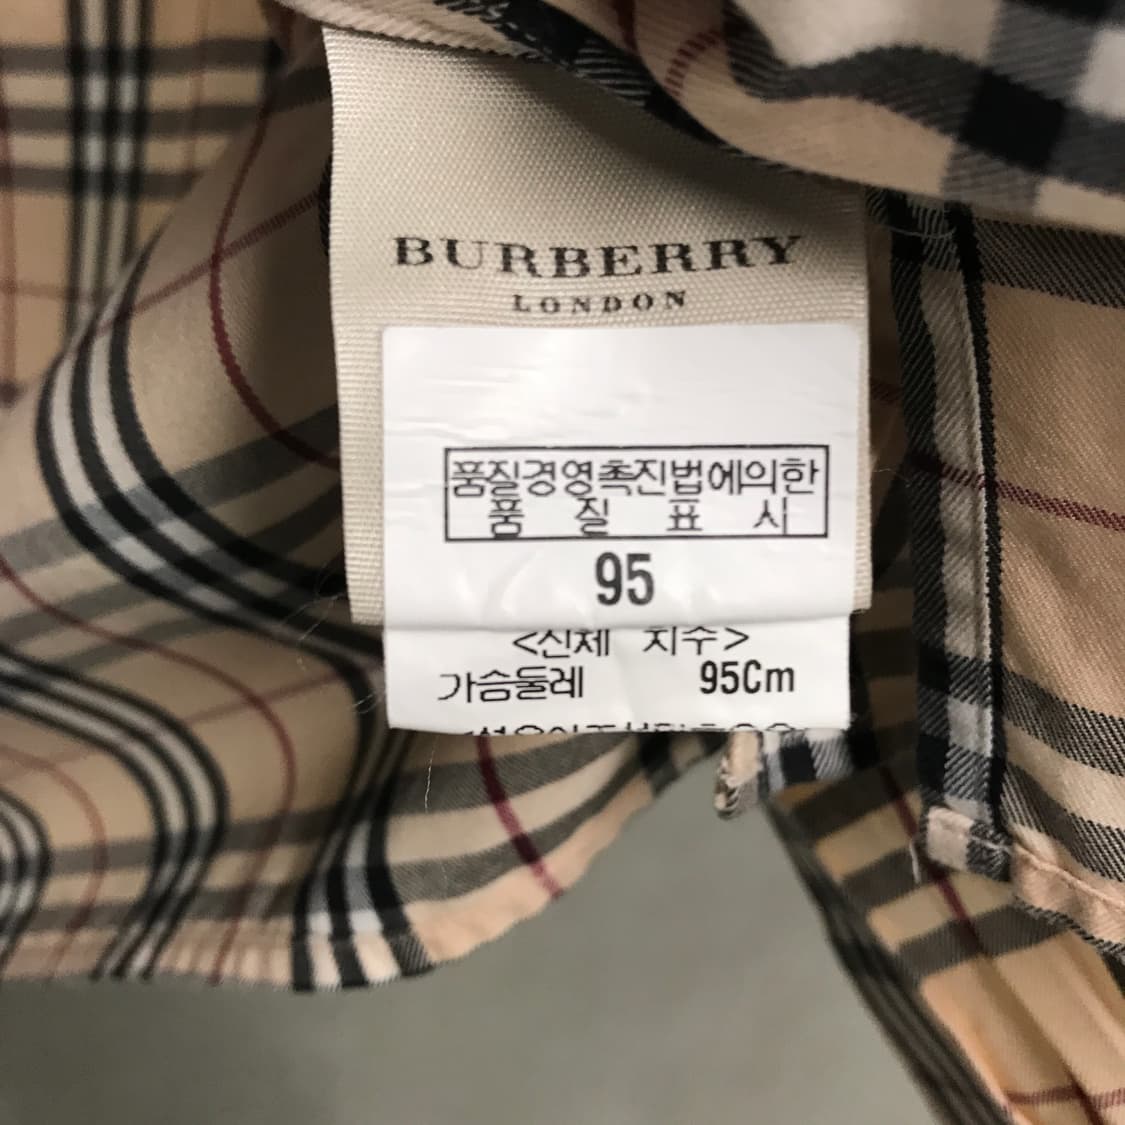 BURBERRY
LONDON
품질경영촉진법에의한
품 질 표 시
95
<신체 치수>
가슴둘레 95Cm